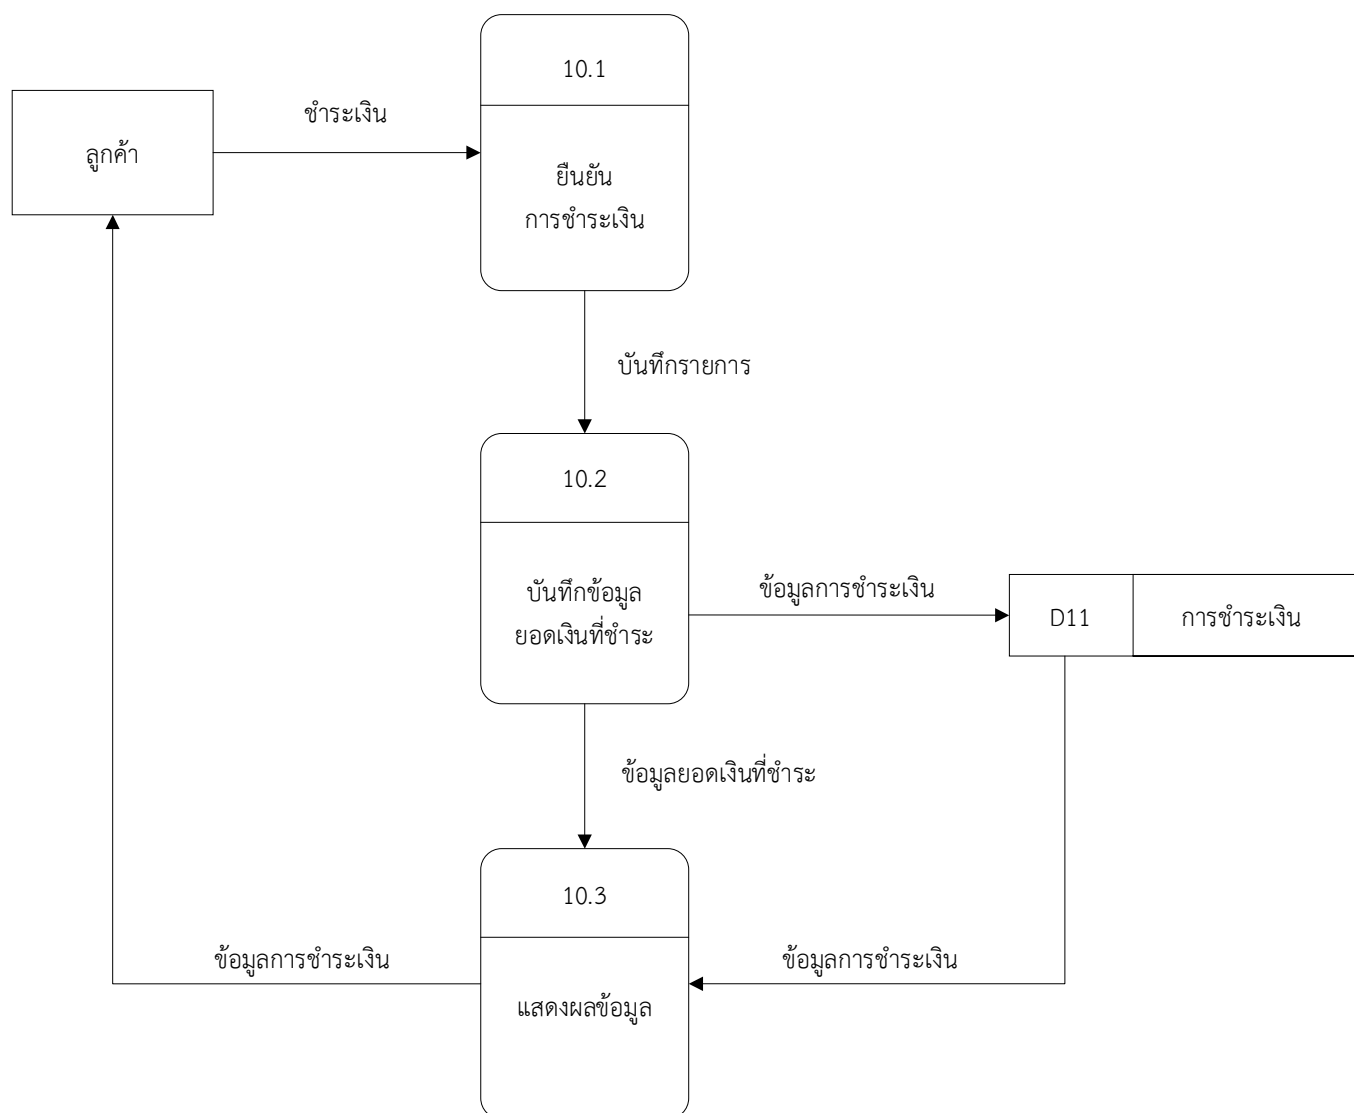 10.1
ชำระเงิน
ลูกค้า
ยืนยัน
การชำระเงิน
บันทึกรายการ
10.2
บันทึกข้อมูล
ยอดเงินที่ชำระ
ข้อมูลการชำระเงิน
D11
การชำระเงิน
ข้อมูลยอดเงินที่ชำระ
10.3
ข้อมูลการชำระเงิน
ข้อมูลการชำระเงิน
แสดงผลข้อมูล